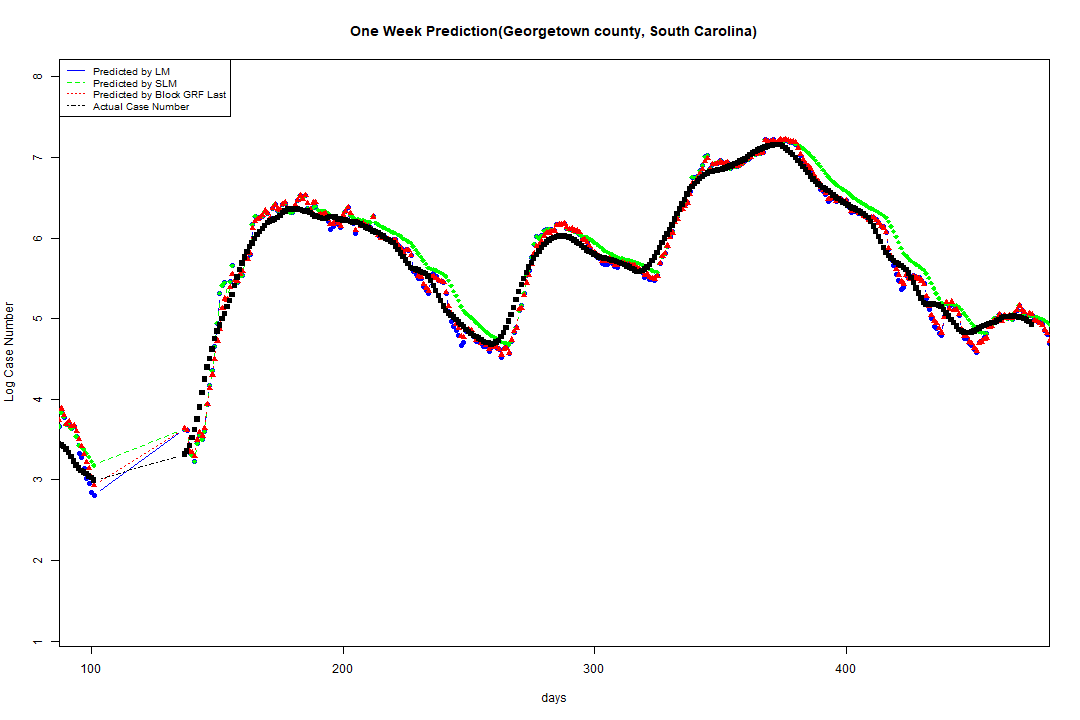 One Week Prediction(Georgetown county, South Carolina)
Predicted by LM
Predicted by SLM
Predicted by Block GRF Last
Actual Case Number
8
7
6
5
4
3
2
1
Log Case Number
100 200 300 400
days